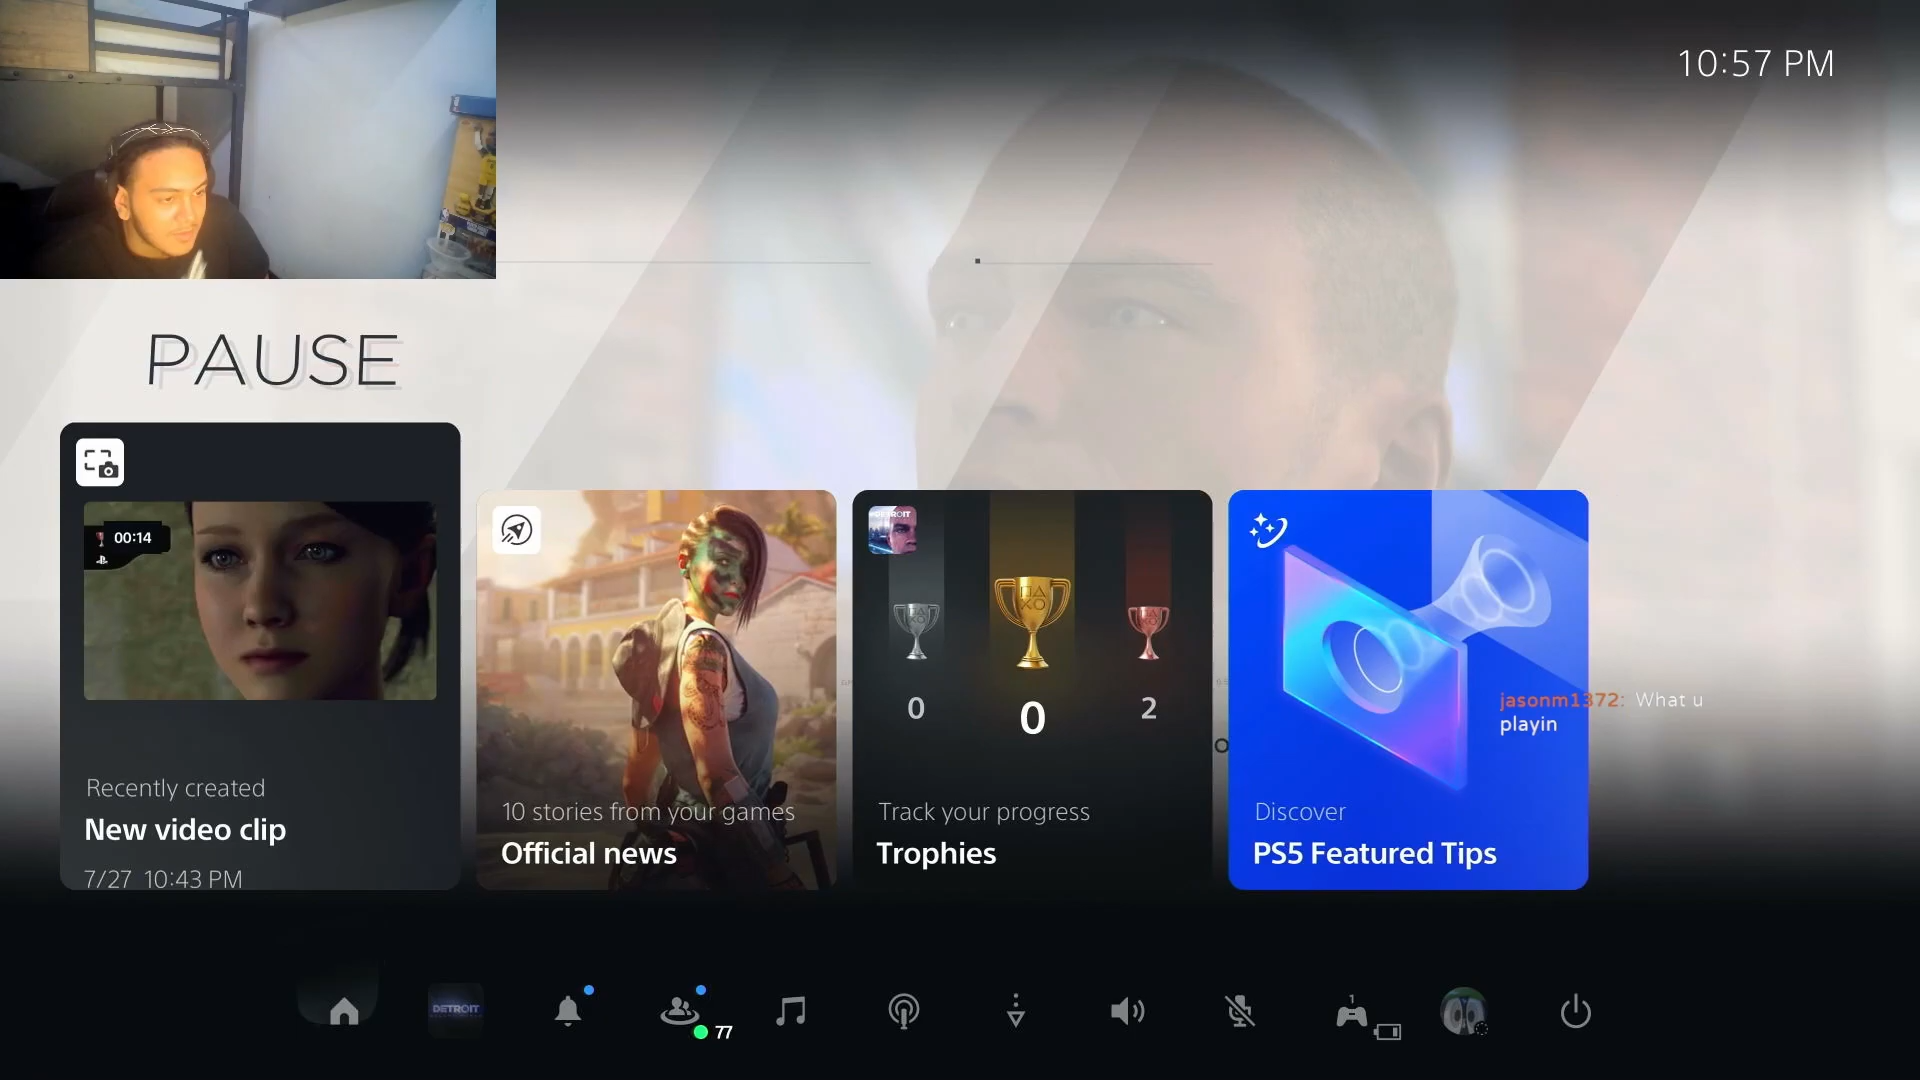 10:57 PM
PAUSE
00:14
Recently created
New video clip
7/27 10:43 PM
10 stories from your games
Official news
DETROIT
0
0
2
Track your progress
Trophies
Discover
PS5 Featured Tips
jasonm1372: What u
playin
DETROIT
77
1